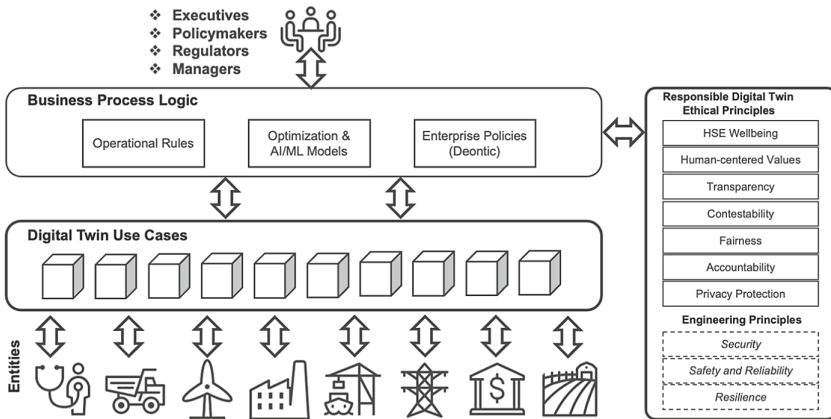 Executives
Policymakers
Regulators
Managers
Business Process Logic
Operational Rules
Optimization &
AI/ML Models
Enterprise Policies
(Deontic)
Digital Twin Use Cases
Entities
$
Responsible Digital Twin
Ethical Principles
HSE Wellbeing
Human-centered Values
Transparency
Contestability
Fairness
Accountability
Privacy Protection
Engineering Principles
Security
Safety and Reliability
Resilience